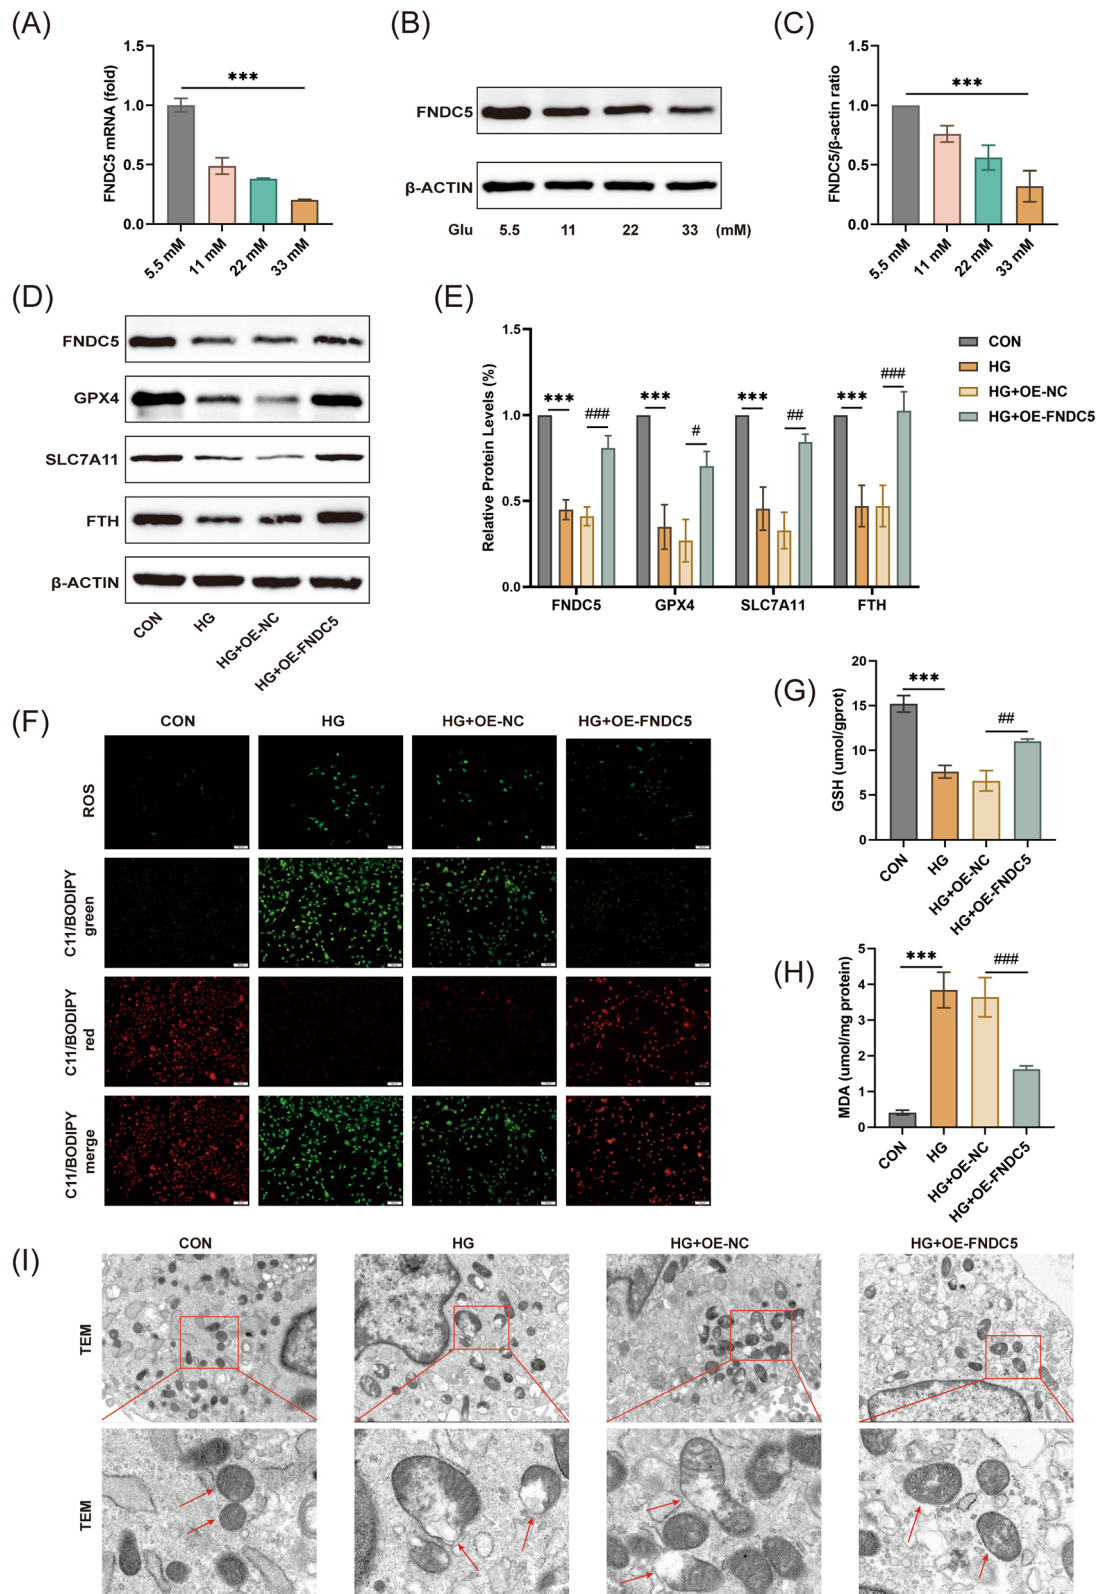 (A)
FNDC5 mRNA (fold)
1.5
1.0
0.5
0.0
***
5.5 mM
11 mM
22 mM
33 mM
(B)
FNDC5
β-ACTIN
Glu 5.5 11 22 33 (mM)
(C)
FNDC5/β-actin ratio
1.5
1.0
0.5
0.0
***
5.5 mM
11 mM
22 mM
33 mM
(D)
FNDC5
GPX4
SLC7A11
FTH
β-ACTIN
CON
HG
HG+OE-NC
HG+OE-FNDC5
(E)
Relative Protein Levels (%)
1.5
1.0
0.5
0.0
*** ### *** # *** ## *** ###
FNDC5 GPX4 SLC7A11 FTH
CON
HG
HG+OE-NC
HG+OE-FNDC5
(F)
CON HG HG+OE-NC HG+OE-FNDC5
ROS
C11/BODIPY
green
C11/BODIPY
red
C11/BODIPY
merge
(G)
GSH (umol/gprot)
20
15
10
5
0
*** ##
CON
HG
HG+OE-NC
HG+OE-FNDC5
(H)
MDA (umol/mg protein)
5
4
3
2
1
0
*** ###
CON
HG
HG+OE-NC
HG+OE-FNDC5
(I)
CON HG HG+OE-NC HG+OE-FNDC5
TEM
TEM